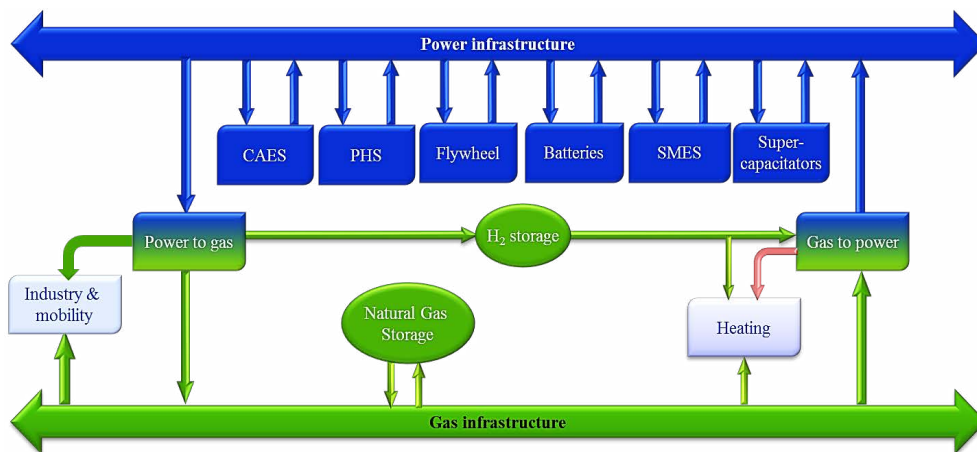 Power infrastructure
CAES
PHS
Flywheel
Batteries
SMES
Super-
capacitators
Power to gas
H₂ storage
Gas to power
Industry &
mobility
Natural Gas
Storage
Heating
Gas infrastructure